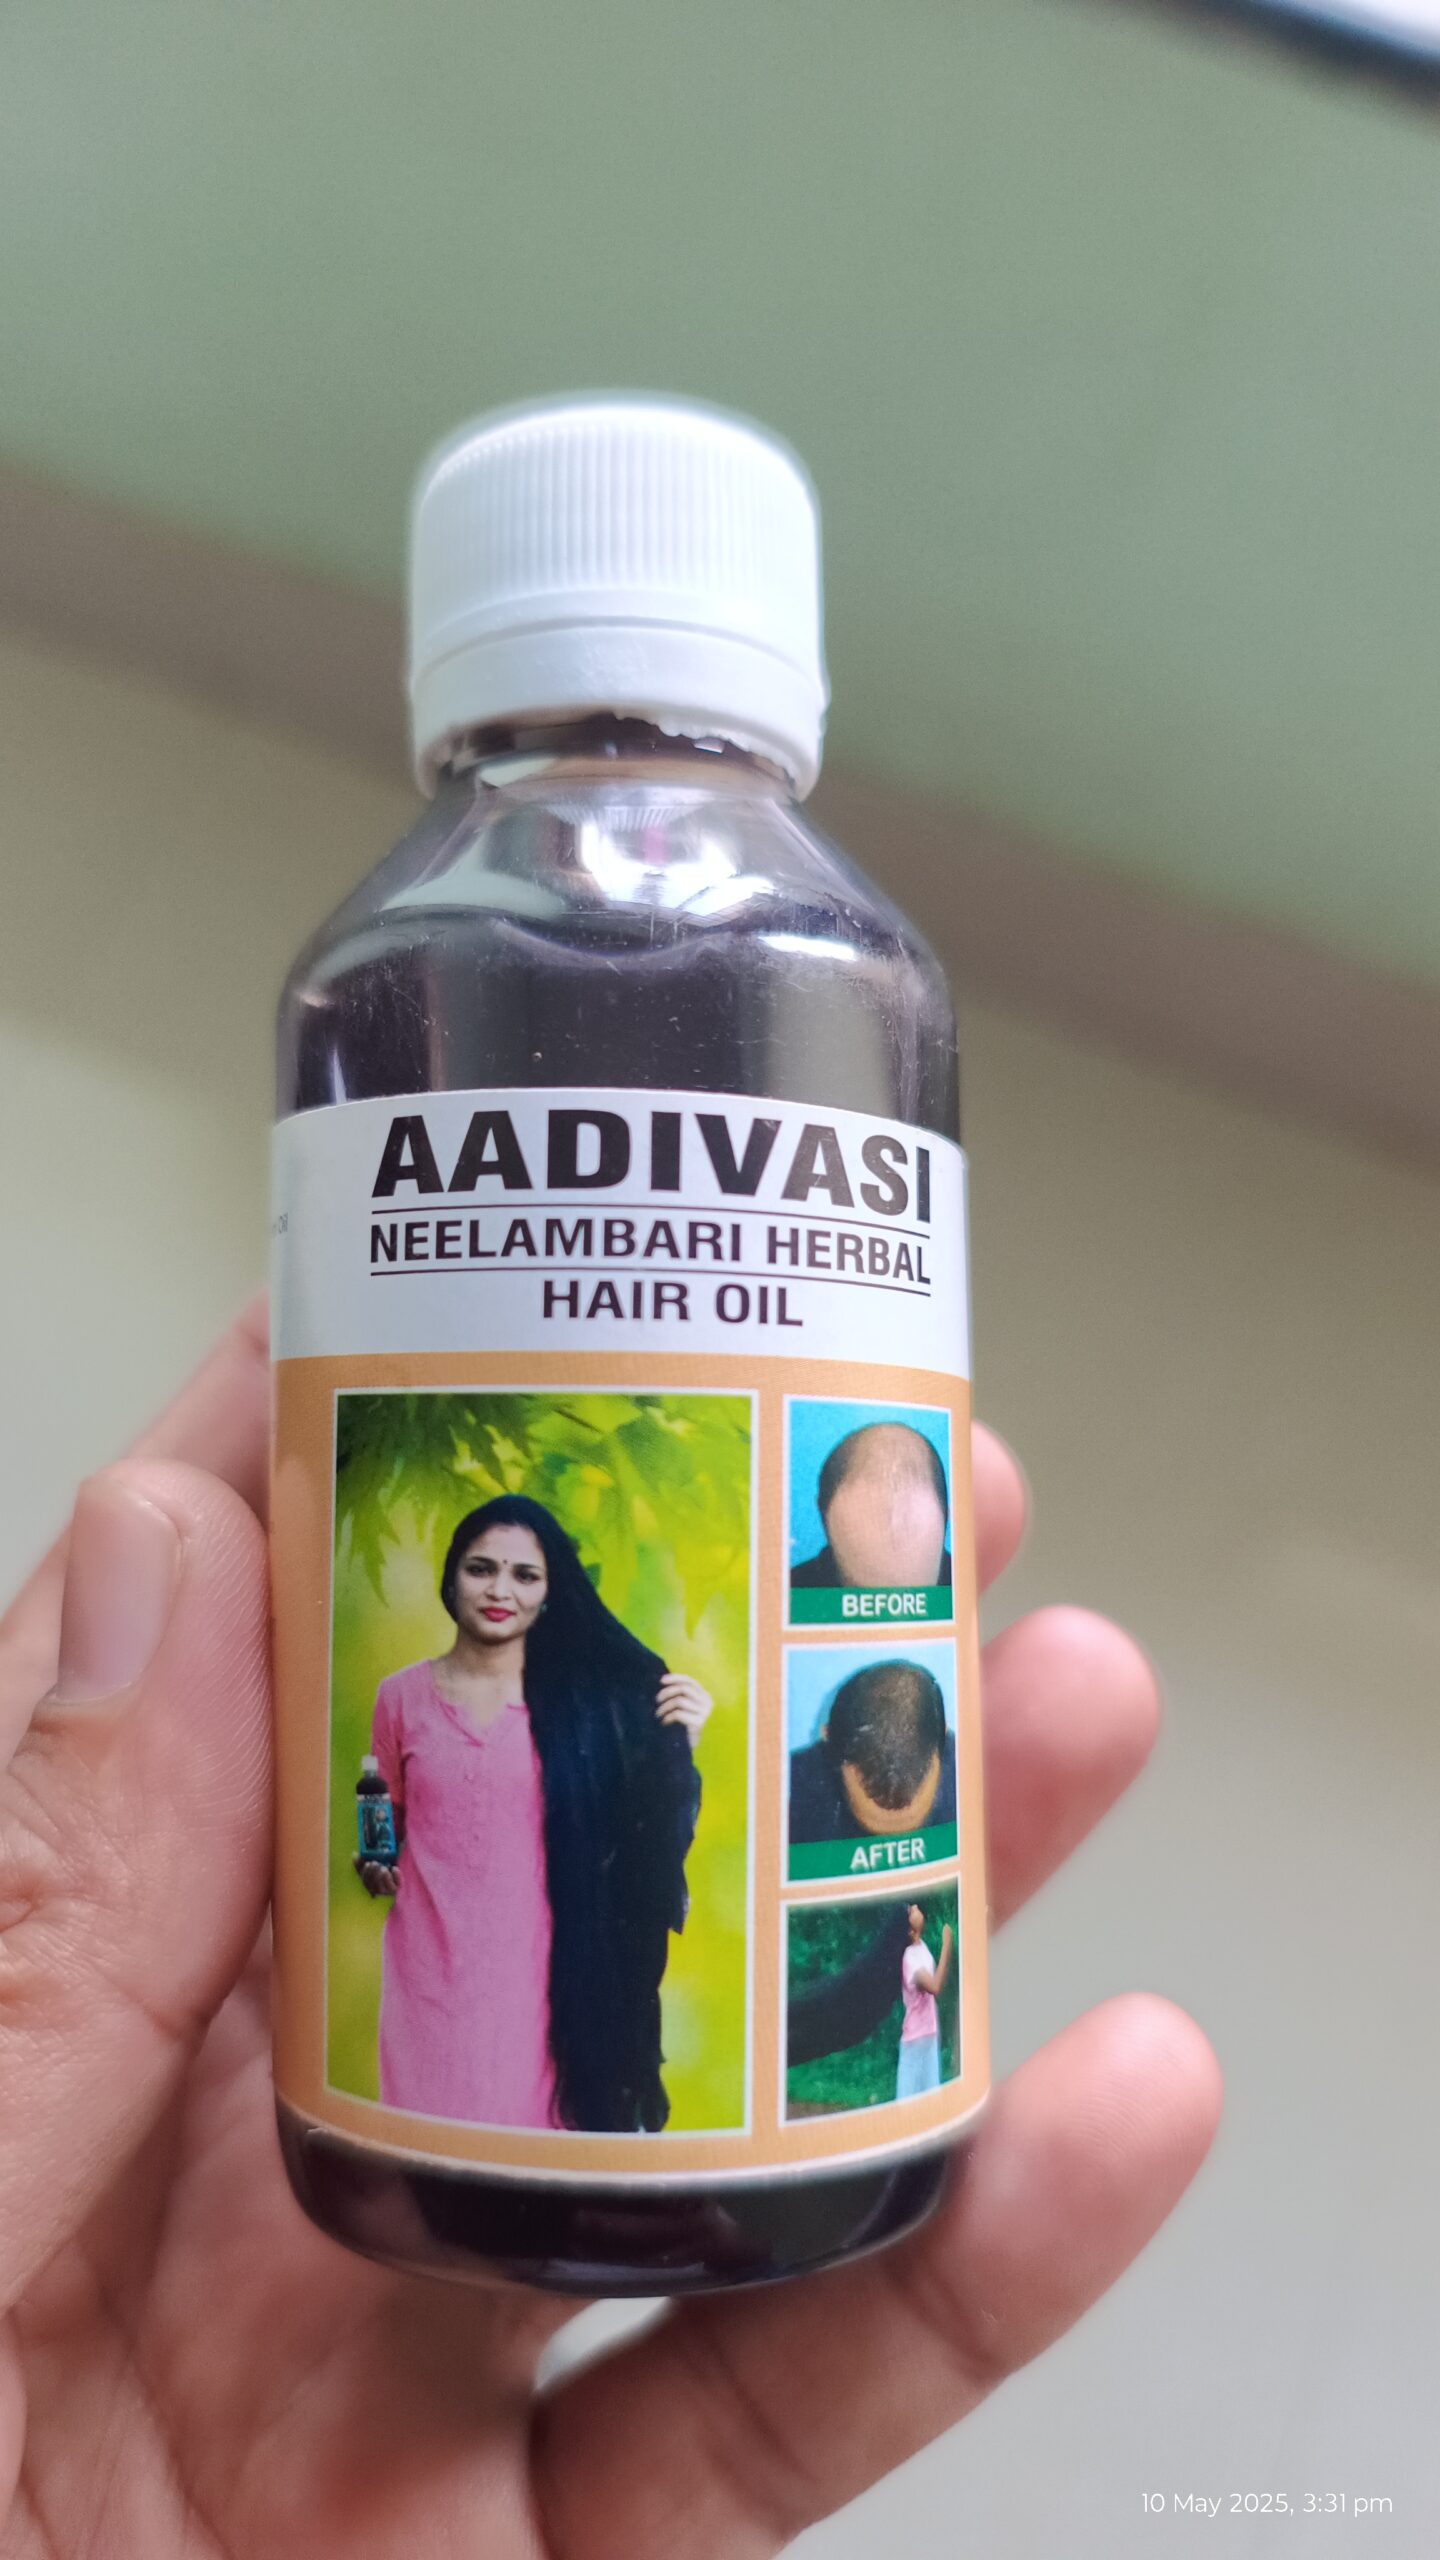 AADIVASI
NEELAMBARI HERBAL
HAIR OIL
BEFORE
AFTER
10 May 2025, 3:31 pm